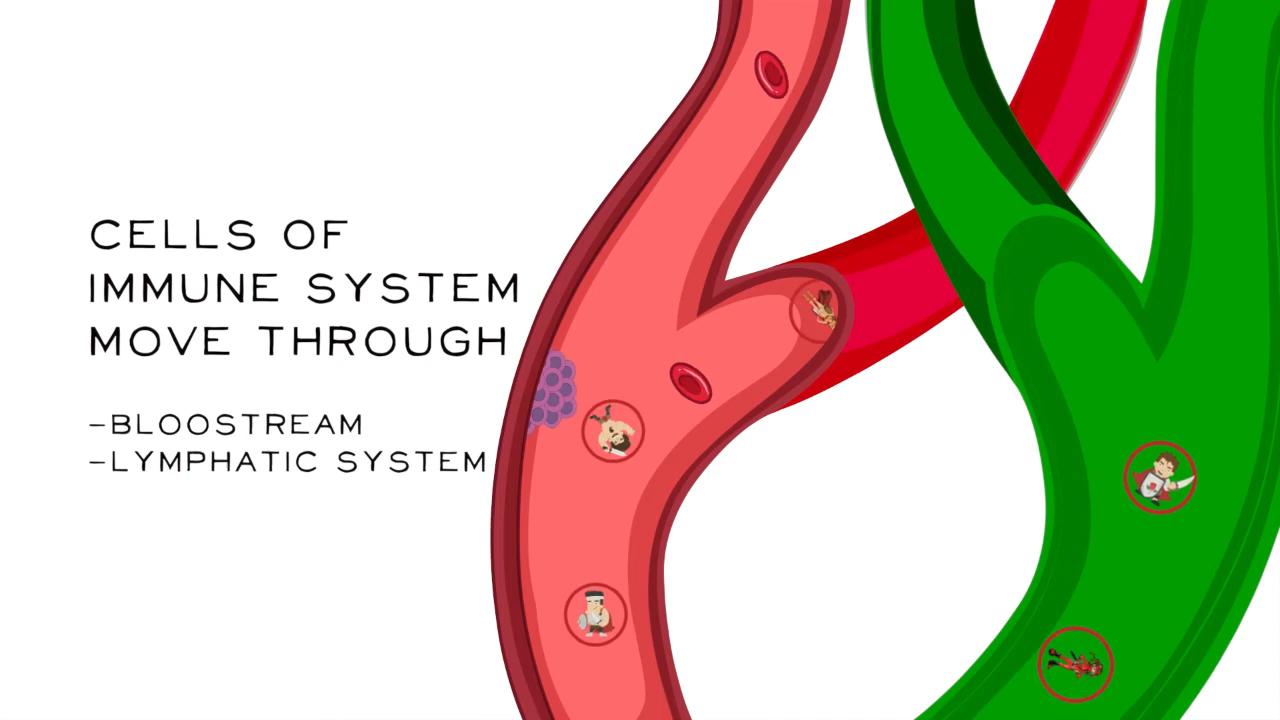 CELLS OF
IMMUNE SYSTEM
MOVE THROUGH
-BLOOSTREAM
-LYMPHATIC SYSTEM